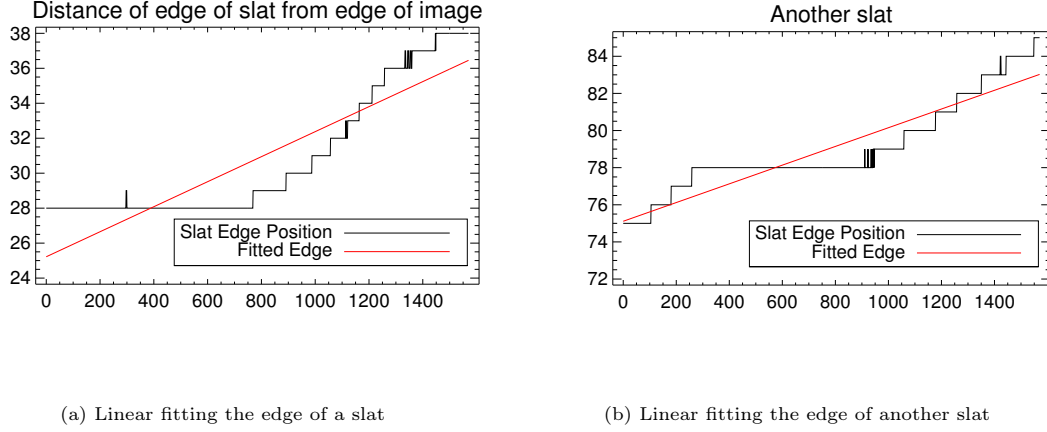 Distance of edge of slat from edge of image
38
36
34
32
30
28
26
24
Slat Edge Position
Fitted Edge
0 200 400 600 800 1000 1200 1400
(a) Linear fitting the edge of a slat
Another slat
84
82
80
78
76
74
72
Slat Edge Position
Fitted Edge
0 200 400 600 800 1000 1200 1400
(b) Linear fitting the edge of another slat